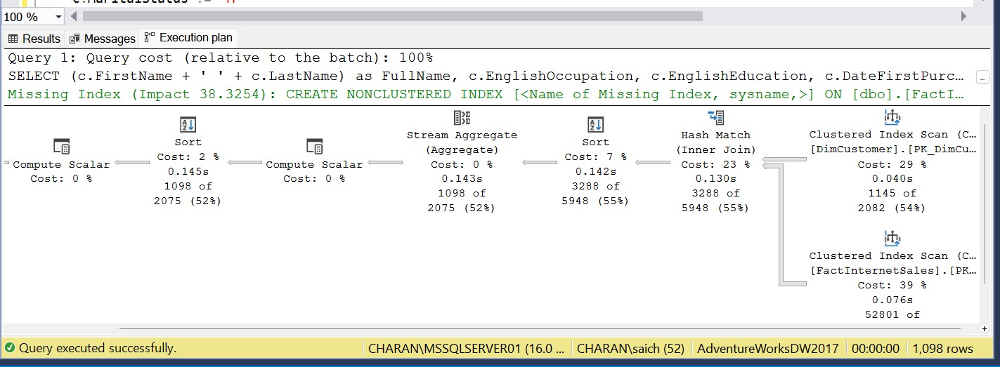 100 %
Results Messages Execution plan
Query 1: Query cost (relative to the batch): 100%
SELECT (c.FirstName + ' ' + c.LastName) as FullName, c.EnglishOccupation, c.EnglishEducation, c.DateFirstPurc...
Missing Index (Impact 38.3254): CREATE NONCLUSTERED INDEX [<Name of Missing Index, sysname,>] ON [dbo].[FactI...
Compute Scalar
Cost: 0 %
Sort
Cost: 2 %
0.145s
1098 of
2075 (52%)
Compute Scalar
Cost: 0 %
Stream Aggregate
(Aggregate)
Cost: 0 %
0.143s
1098 of
2075 (52%)
Sort
Cost: 7 %
0.142s
3288 of
5948 (55%)
Hash Match
(Inner Join)
Cost: 23 %
0.130s
3288 of
5948 (55%)
Clustered Index Scan (C...
[DimCustomer].[PK_DimCu...
Cost: 29 %
0.040s
1145 of
2082 (54%)
Clustered Index Scan (C...
[FactInternetSales].[PK...
Cost: 39 %
0.076s
52801 of
Query executed successfully.
CHARAN\MSSQLSERVER01 (16.0 ... CHARAN\saich (52) AdventureWorksDW2017 00:00:00 1,098 rows